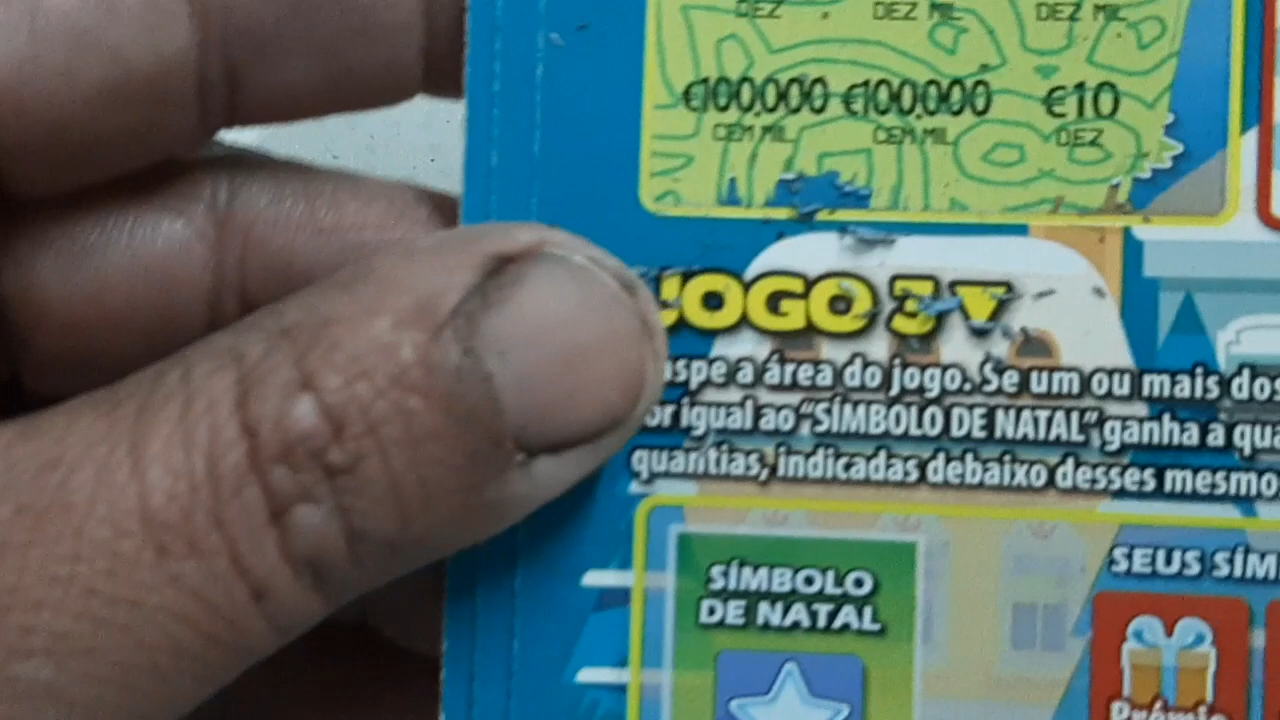 DEZ DEZ MIL DEZ MIL
€100,000 €100,000 €10
CEM MIL CEM MIL DEZ
JOGO 3
aspe a área do jogo. Se um ou mais dos
or igual ao "SÍMBOLO DE NATAL", ganha a qua
quantias, indicadas debaixo desses mesmo
SÍMBOLO
DE NATAL
SEUS SÍM